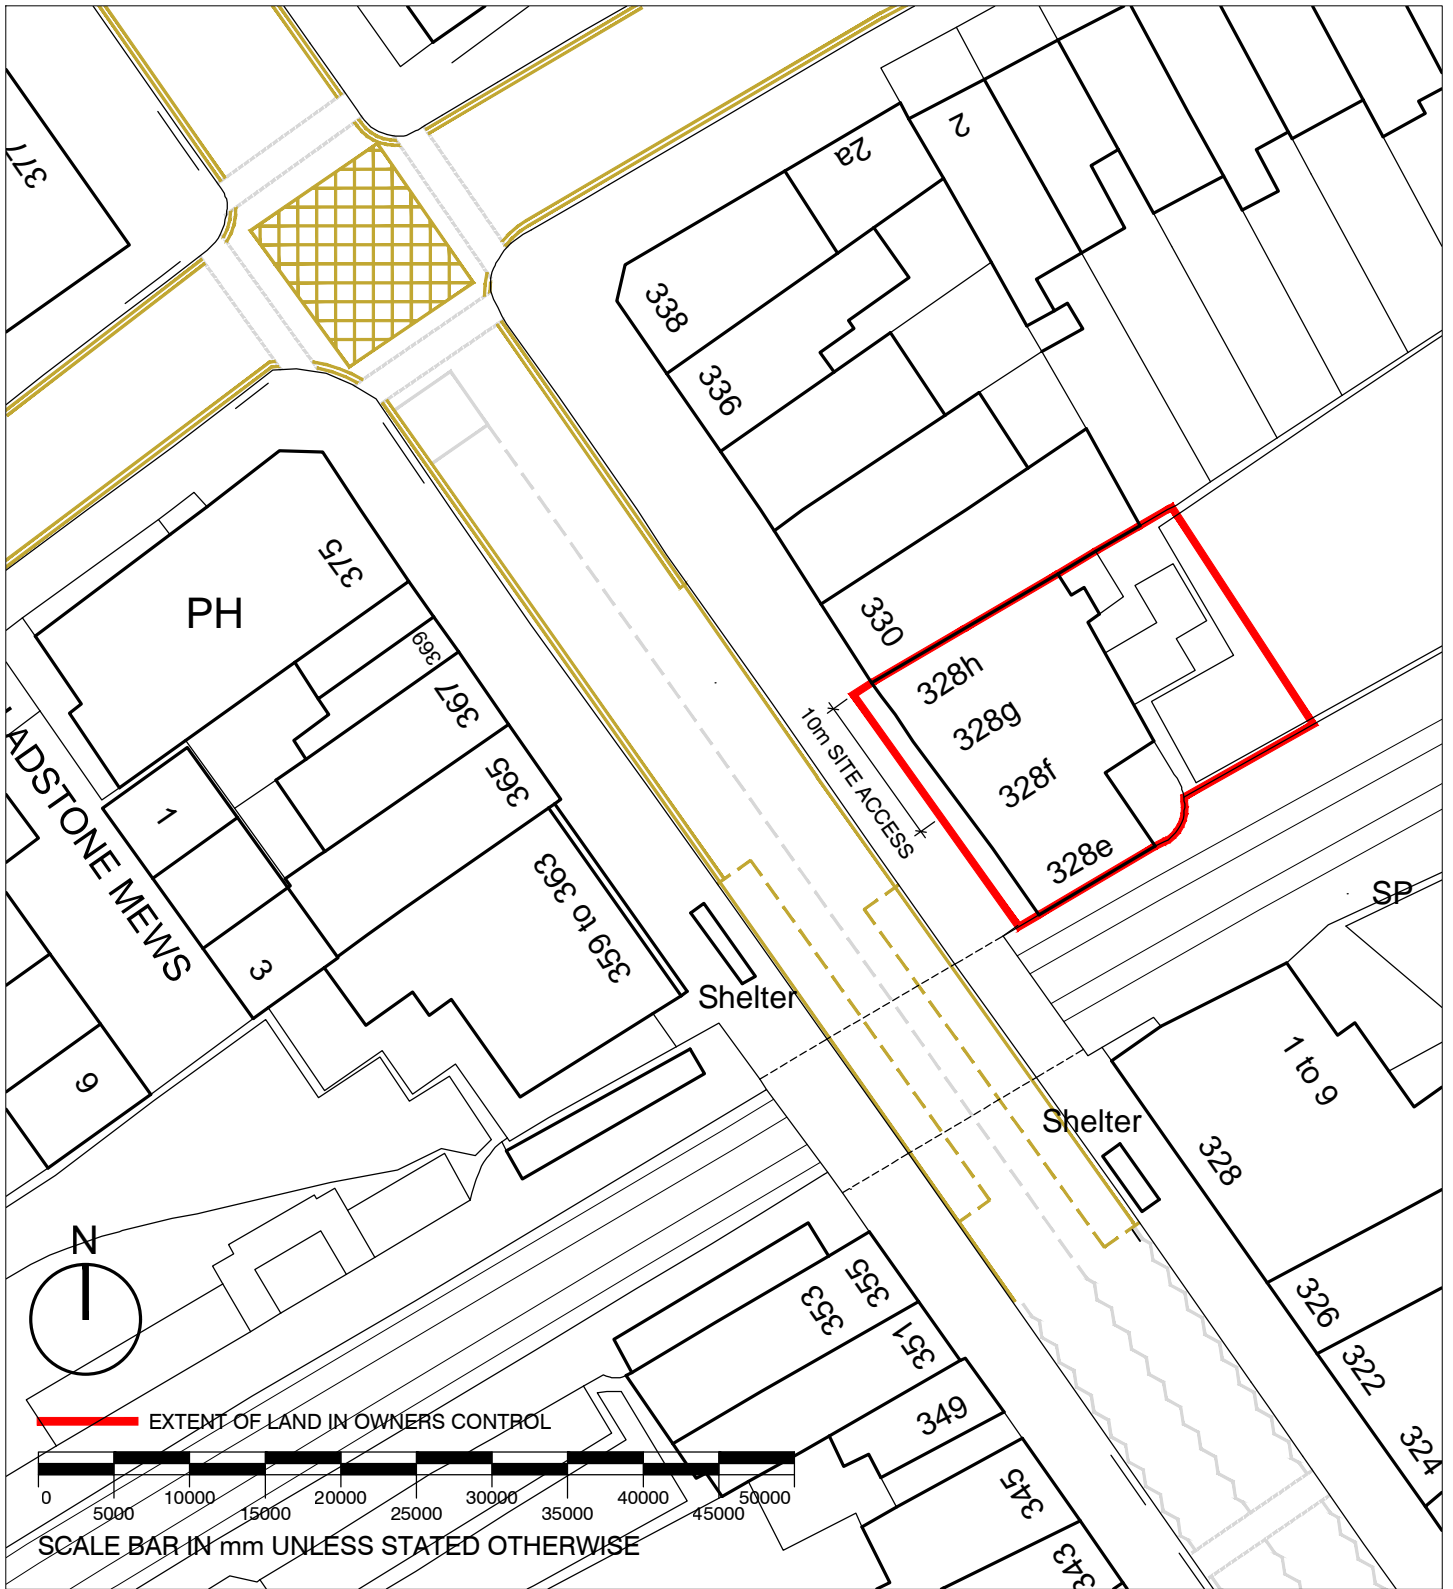 377
2a
2
338
336
375
PH
369
330
328h
367
328g
10m SITE ACCESS
365
328f
ADSTONE MEWS
1
328e
359 to 363
SP
3
Shelter
9
1 to 9
Shelter
328
N
355
353
326
351
322
349
EXTENT OF LAND IN OWNERS CONTROL
324
345
0 5000 10000 15000 20000 25000 30000 35000 40000 45000 50000
SCALE BAR IN mm UNLESS STATED OTHERWISE
343